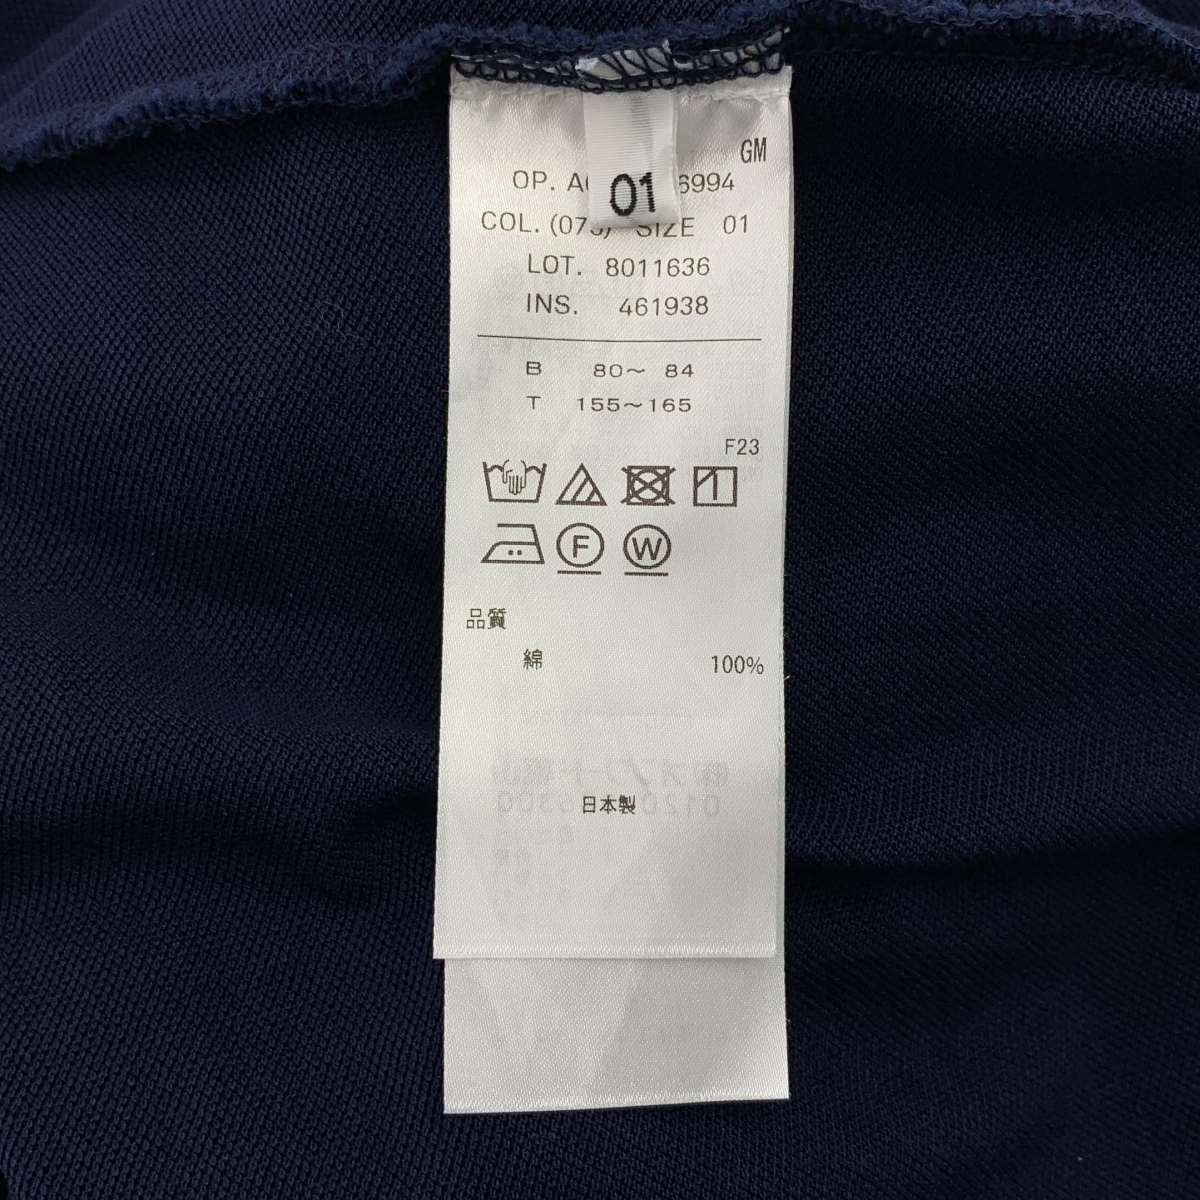 GM
OP. 6994
01
COL. SIZE 01
LOT. 8011636
INS. 461938
B 80~ 84
T 155~165
F23
F W
品質
綿 100%
日本製